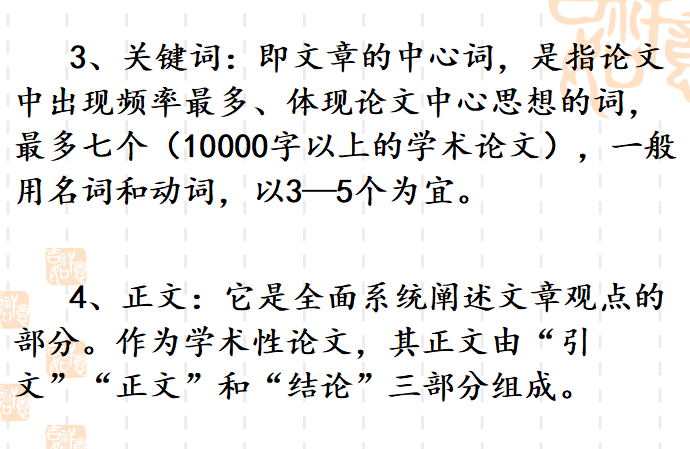 3、关键词：即文章的中心词，是指论文
中出现频率最多、体现论文中心思想的词，
最多七个（10000字以上的学术论文），一般
用名词和动词，以3—5个为宜。
4、正文：它是全面系统阐述文章观点的
部分。作为学术性论文，其正文由“引
文”“正文”和“结论”三部分组成。